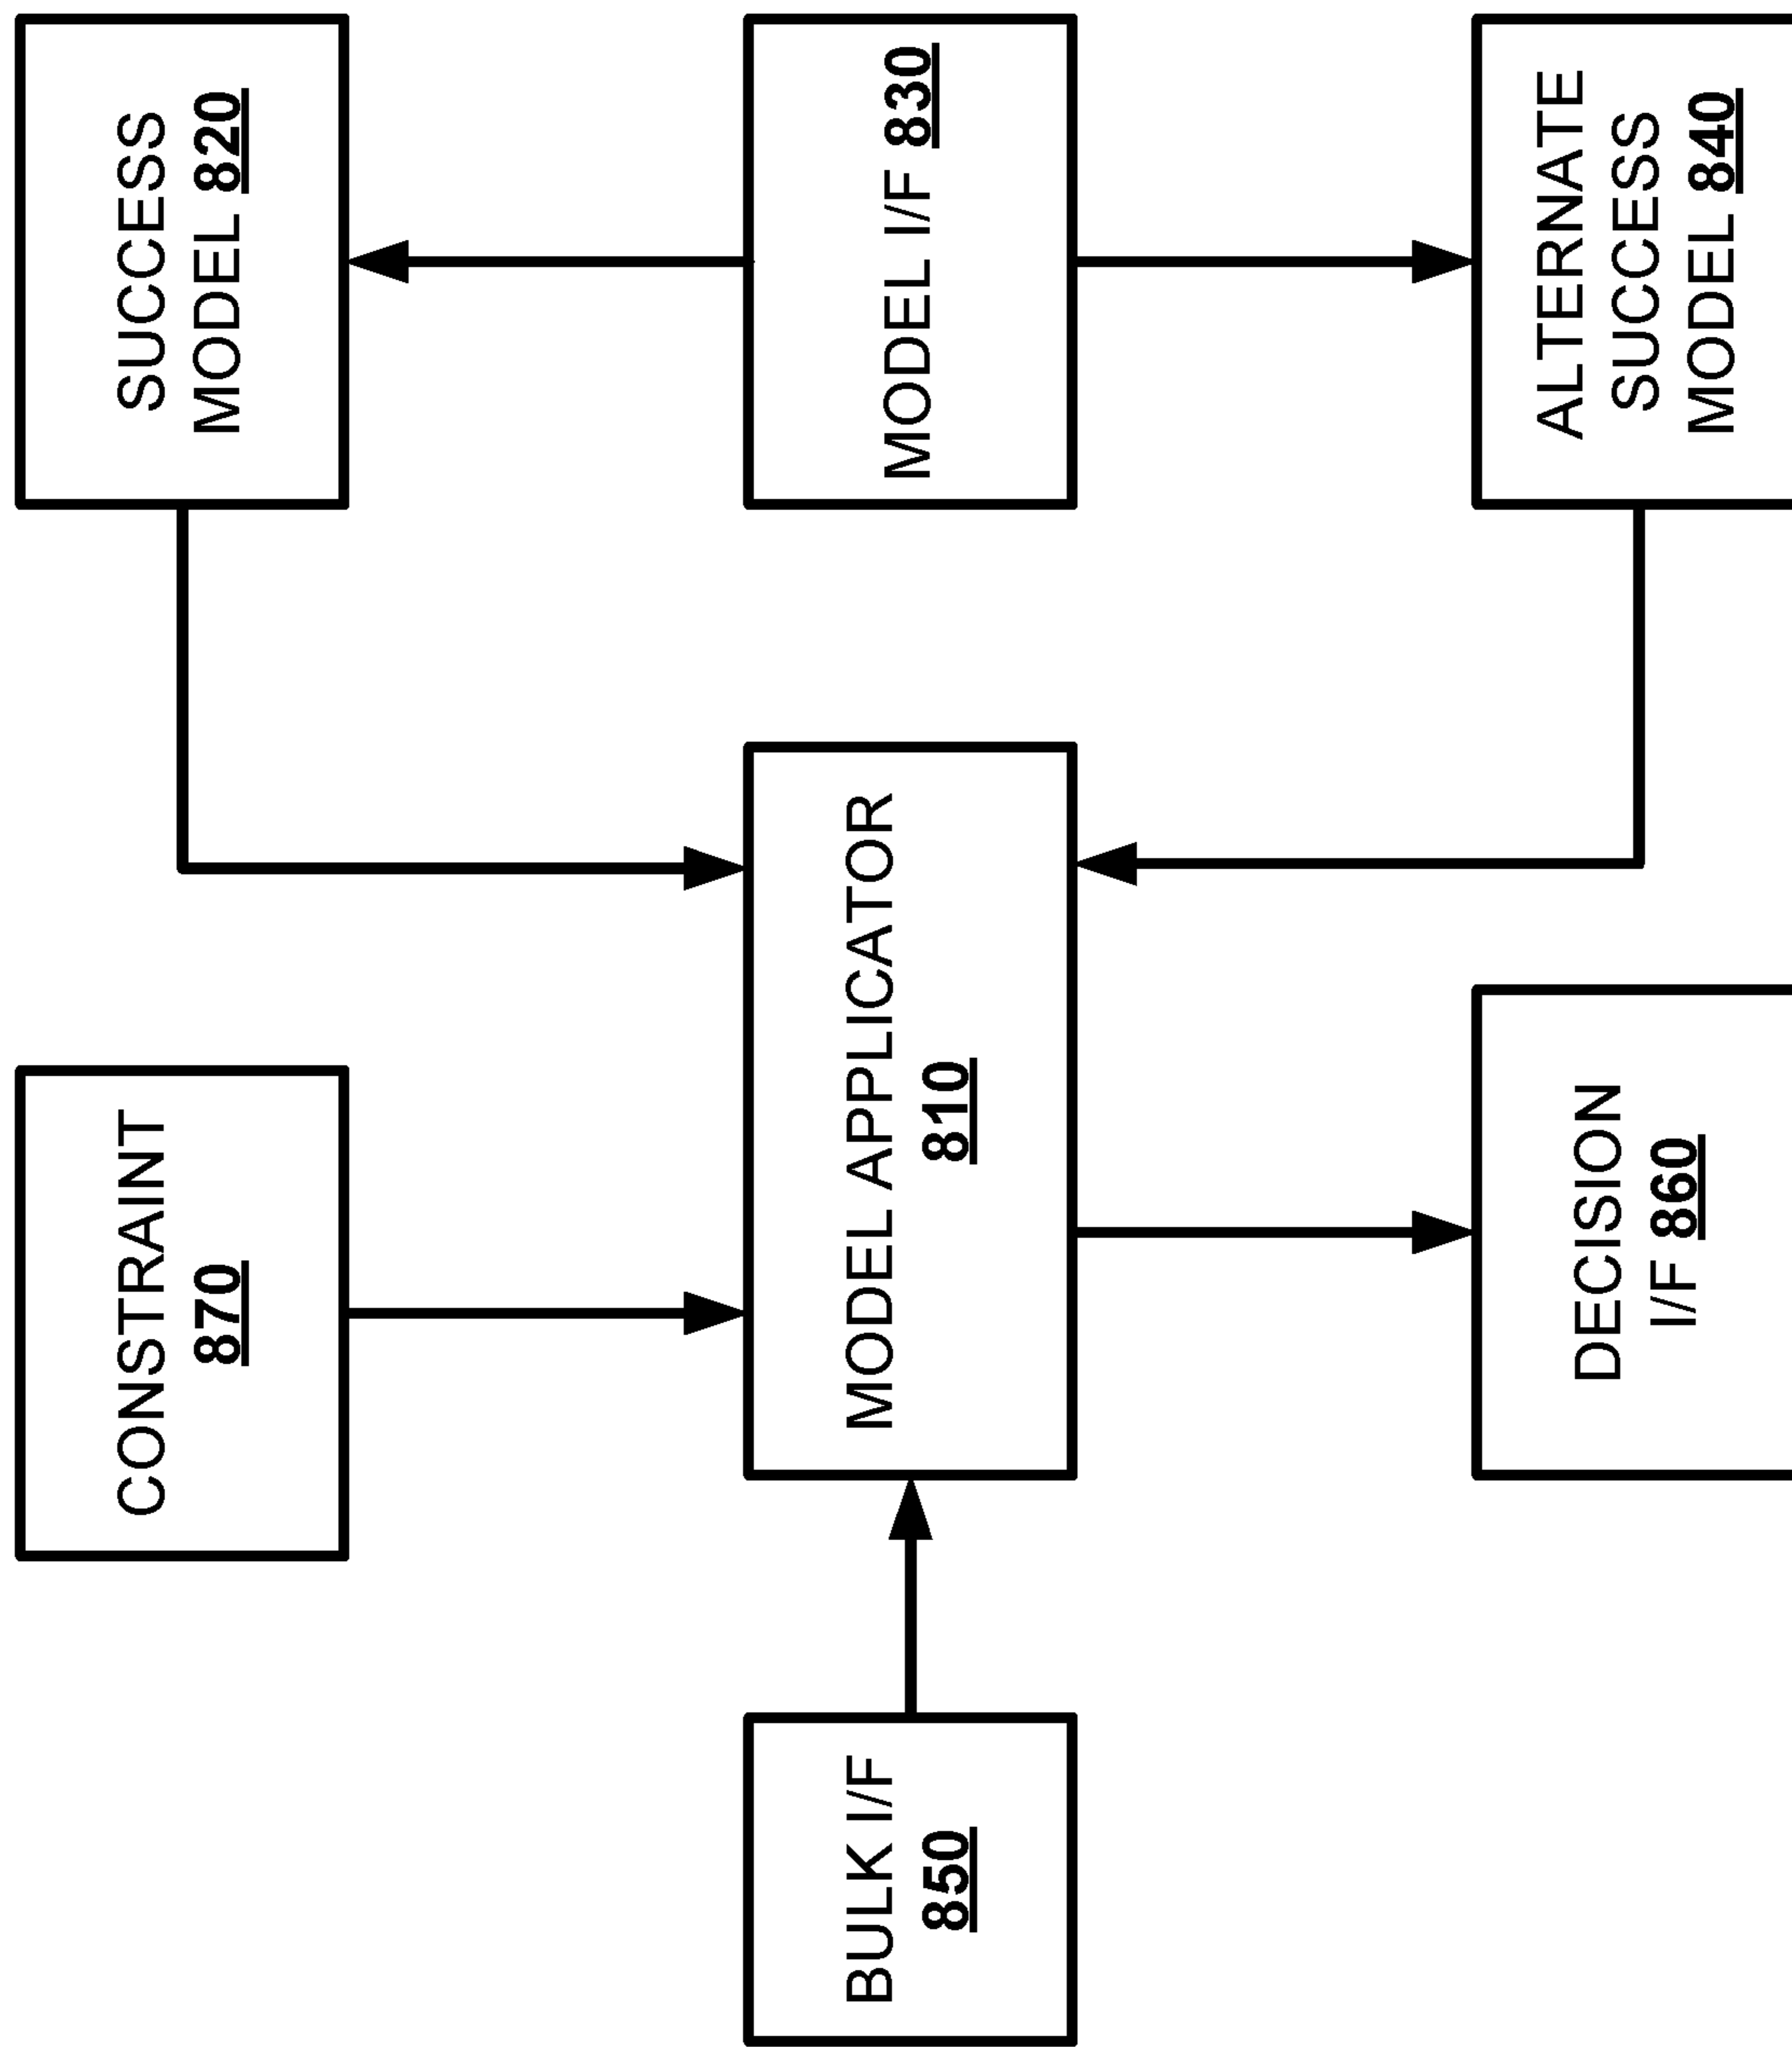 CONSTRAINT
870
SUCCESS
MODEL 820
BULK I/F
850
MODEL APPLICATOR
810
MODEL I/F 830
DECISION
I/F 860
ALTERNATE
SUCCESS
MODEL 840